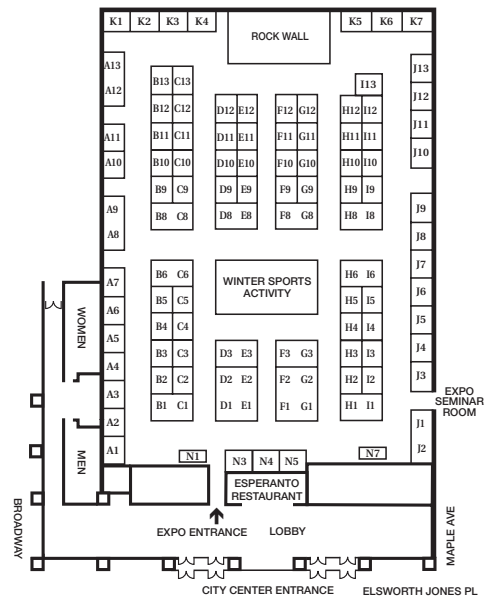 K1 K2 K3 K4 K5 K6 K7
ROCK WALL
A13
A12
A11
A10
A9
A8
A7
A6
A5
A4
A3
A2
A1
B13 C13
B12 C12
B11 C11
B10 C10
B9 C9
B8 C8
B6 C6
B5 C5
B4 C4
B3 C3
B2 C2
B1 C1
D12 E12
D11 E11
D10 E10
D9 E9
D8 E8
F12 G12
F11 G11
F10 G10
F9 G9
F8 G8
I13
H12 I12
H11 I11
H10 I10
H9 I9
H8 I8
WINTER SPORTS
ACTIVITY
D3 E3
D2 E2
D1 E1
F3 G3
F2 G2
F1 G1
H6 I6
H5 I5
H4 I4
H3 I3
H2 I2
H1 I1
J13
J12
J11
J10
J9
J8
J7
J6
J5
J4
J3
J1
J2
EXPO
SEMINAR
ROOM
WOMEN
MEN
N1
N3 N4 N5
N7
ESPERANTO
RESTAURANT
EXPO ENTRANCE
LOBBY
BROADWAY
MAPLE AVE
CITY CENTER ENTRANCE
ELSWORTH JONES PL